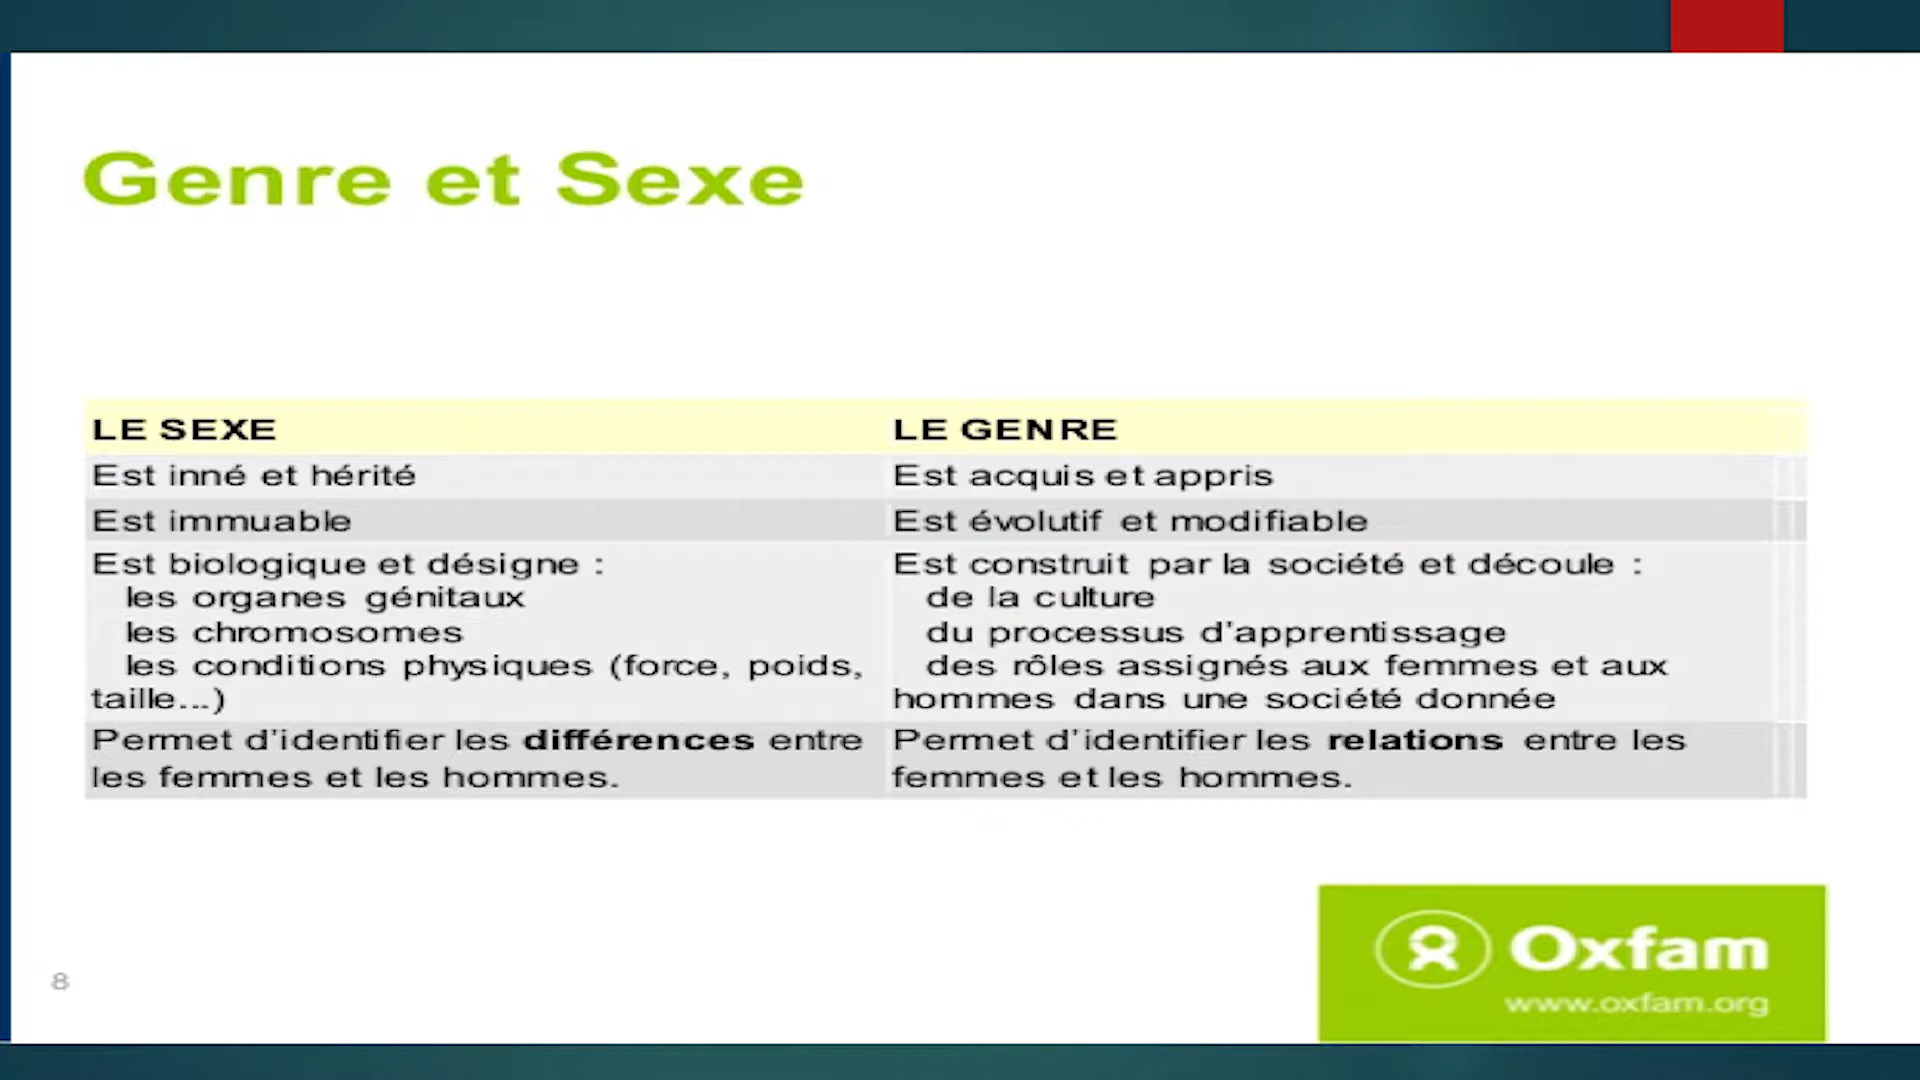 Genre et Sexe
LE SEXE
LE GENRE
Est inné et hérité
Est acquis et appris
Est immuable
Est évolutif et modifiable
Est biologique et désigne :
les organes génitaux
les chromosomes
les conditions physiques (force, poids,
taille...)
Est construit par la société et découle :
de la culture
du processus d'apprentissage
des rôles assignés aux femmes et aux
hommes dans une société donnée
Permet d'identifier les différences entre
les femmes et les hommes.
Permet d'identifier les relations entre les
femmes et les hommes.
8
Oxfam
www.oxfam.org